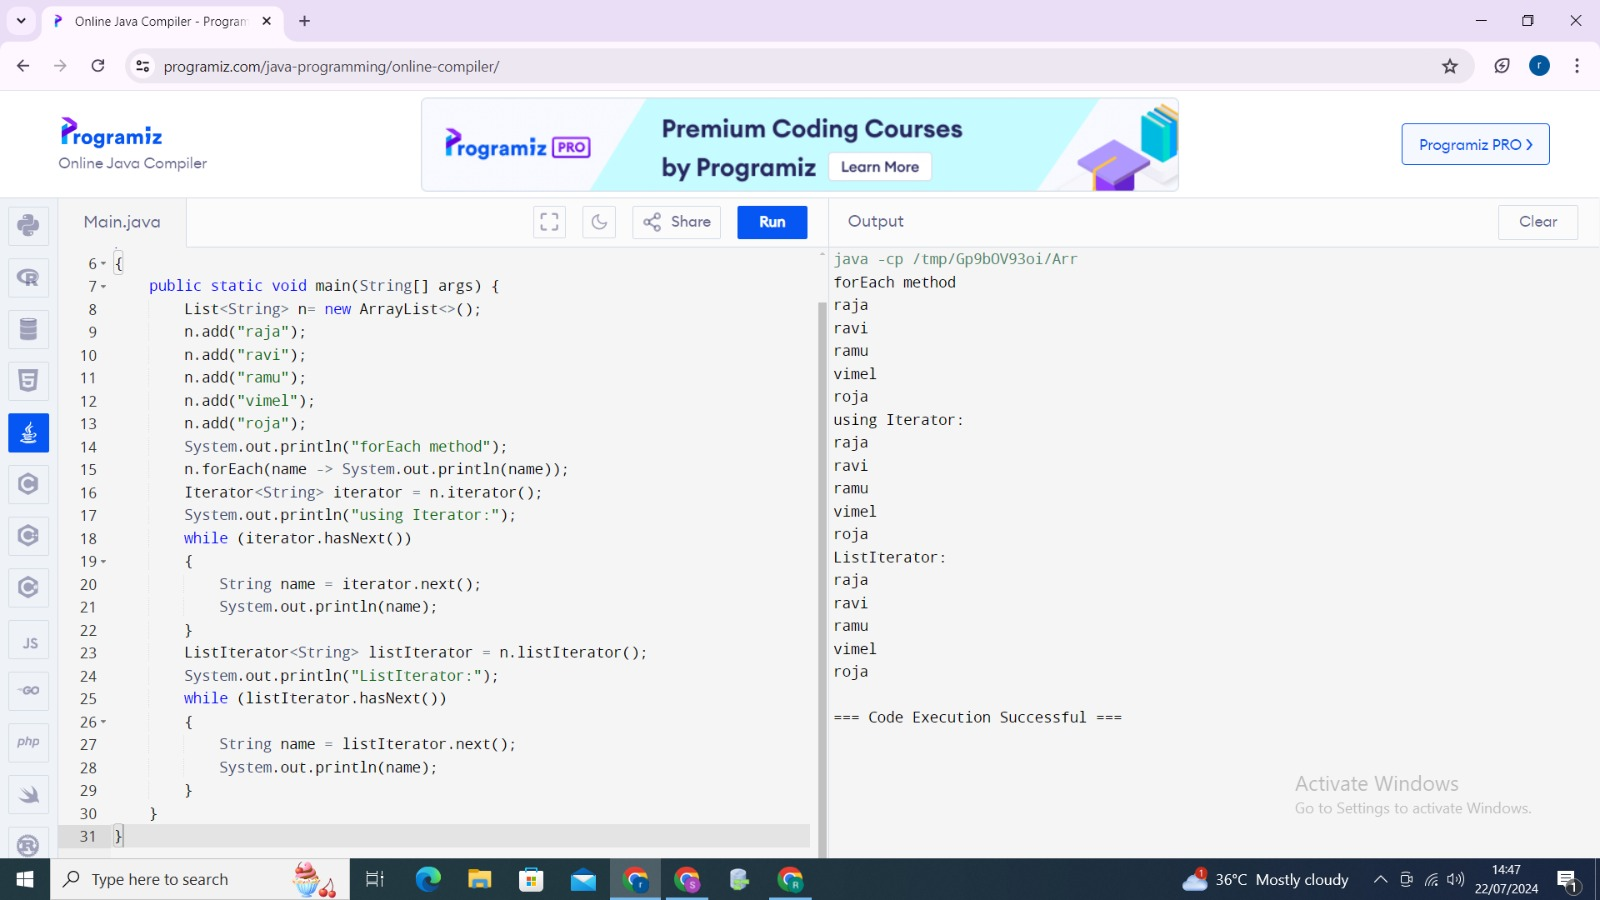 Online Java Compiler - Program
programiz.com/java-programming/online-compiler/
r
Programiz
Online Java Compiler
Programiz PRO
Premium Coding Courses
by Programiz
Learn More
Programiz PRO
Main.java
Share
Run
Output
Clear
6 {
7 public static void main(String[] args) {
8 List<String> n= new ArrayList<>();
9 n.add("raja");
10 n.add("ravi");
11 n.add("ramu");
12 n.add("vimel");
13 n.add("roja");
14 System.out.println("forEach method");
15 n.forEach(name -> System.out.println(name));
16 Iterator<String> iterator = n.iterator();
17 System.out.println("using Iterator:");
18 while (iterator.hasNext())
19 {
20 String name = iterator.next();
21 System.out.println(name);
22 }
23 ListIterator<String> listIterator = n.listIterator();
24 System.out.println("ListIterator:");
25 while (listIterator.hasNext())
26 {
27 String name = listIterator.next();
28 System.out.println(name);
29 }
30 }
31 }
java -cp /tmp/Gp9bOV93oi/Arr
forEach method
raja
ravi
ramu
vimel
roja
using Iterator:
raja
ravi
ramu
vimel
roja
ListIterator:
raja
ravi
ramu
vimel
roja
=== Code Execution Successful ===
JS
GO
php
Activate Windows
Go to Settings to activate Windows.
Type here to search
r
S
R
1
36°C Mostly cloudy
14:47
22/07/2024
1